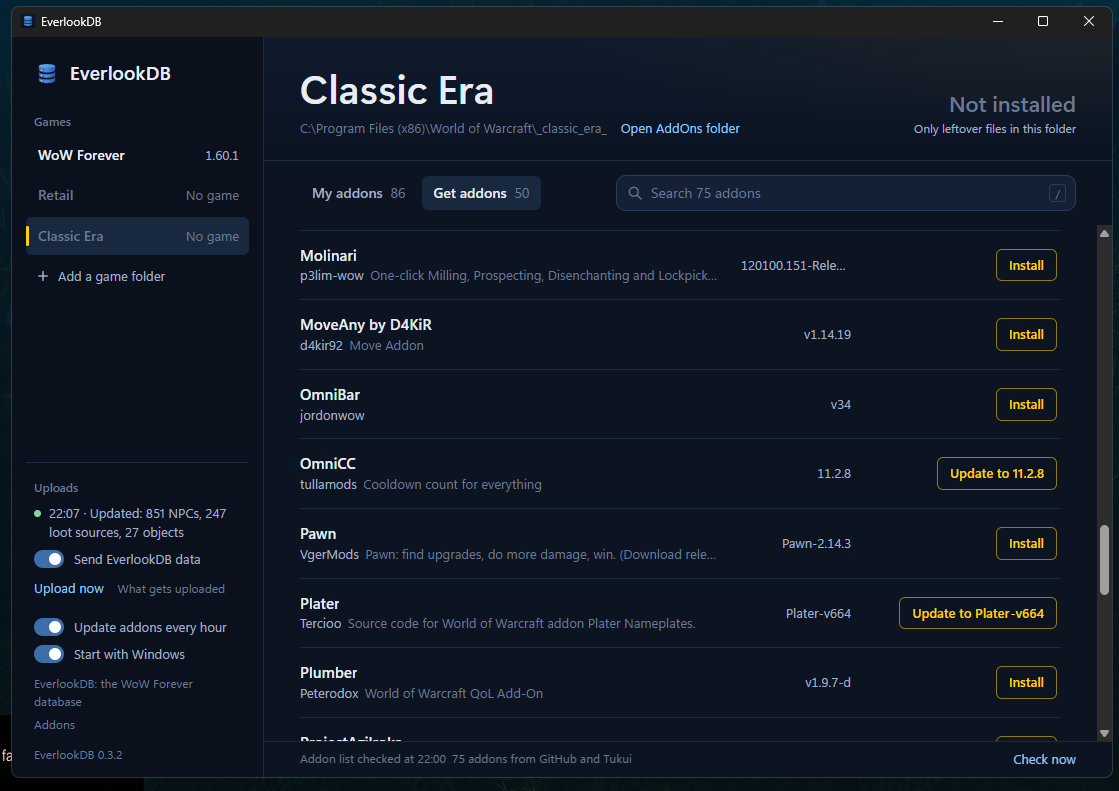 EverlookDB
EverlookDB
Games
WoW Forever 1.60.1
Retail No game
Classic Era No game
+ Add a game folder
Uploads
22:07 · Updated: 851 NPCs, 247
loot sources, 27 objects
Send EverlookDB data
Upload now What gets uploaded
Update addons every hour
Start with Windows
EverlookDB: the WoW Forever
database
Addons
EverlookDB 0.3.2
Classic Era
C:\Program Files (x86)\World of Warcraft\_classic_era_ Open AddOns folder
Not installed
Only leftover files in this folder
My addons 86 Get addons 50
Search 75 addons /
Molinari
p3lim-wow One-click Milling, Prospecting, Disenchanting and Lockpick...
120100.151-Rele...
Install
MoveAny by D4KiR
d4kir92 Move Addon
v1.14.19
Install
OmniBar
jordonwow
v34
Install
OmniCC
tullamods Cooldown count for everything
11.2.8
Update to 11.2.8
Pawn
VgerMods Pawn: find upgrades, do more damage, win. (Download rele...
Pawn-2.14.3
Install
Plater
Tercioo Source code for World of Warcraft addon Plater Nameplates.
Plater-v664
Update to Plater-v664
Plumber
Peterodox World of Warcraft QoL Add-On
v1.9.7-d
Install
Addon list checked at 22:00 75 addons from GitHub and Tukui
Check now
fa